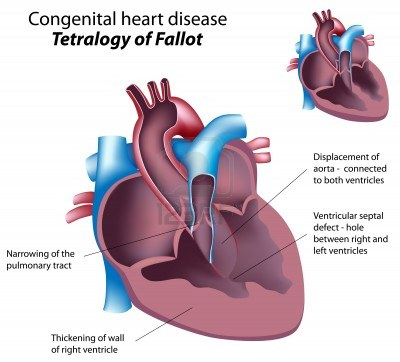 Congenital heart disease
Tetralogy of Fallot
Displacement of
aorta - connected
to both ventricles
Ventricular septal
defect - hole
between right and
left ventricles
Narrowing of the
pulmonary tract
Thickening of wall
of right ventricle